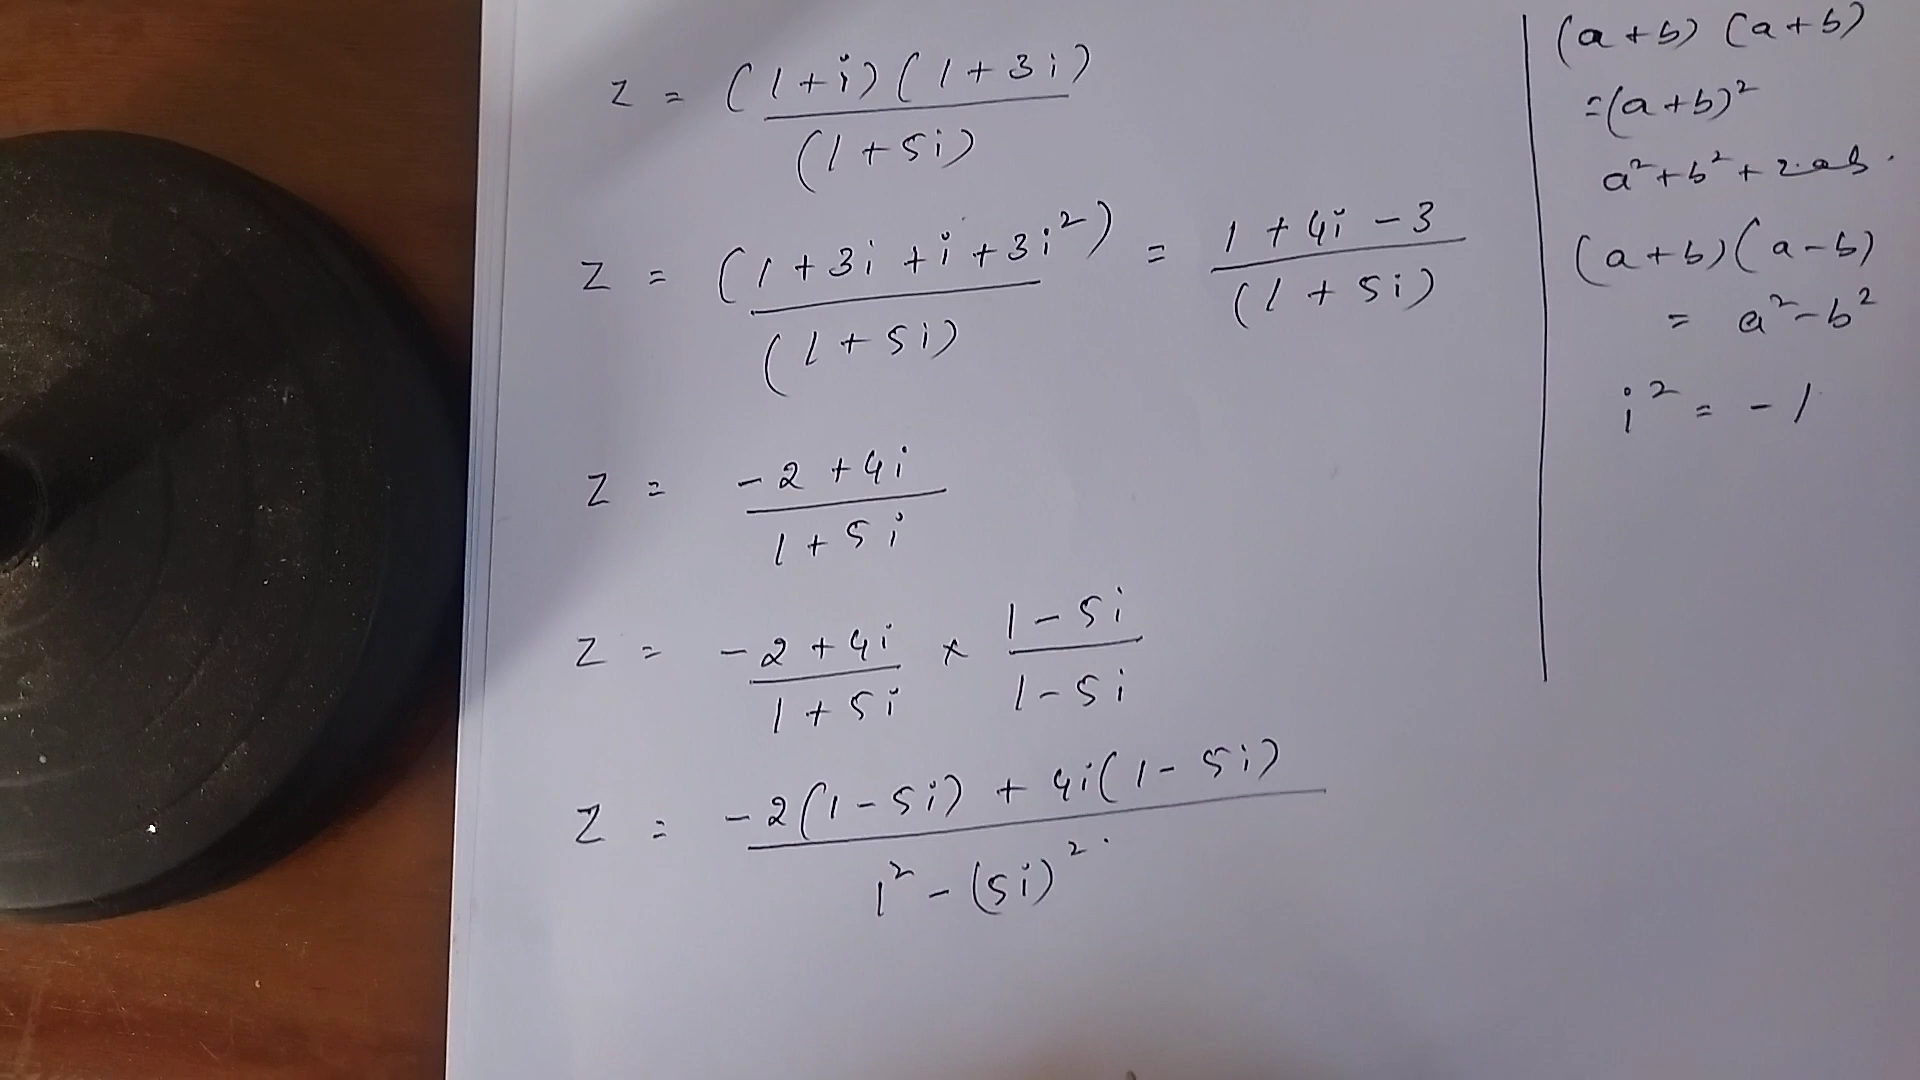 z = (1+i)(1+3i)
(1+5i)
z = (1+3i+i+3i²) = 1+4i-3
(1+5i) (1+5i)
z = -2+4i
1+5i
z = -2+4i × 1-5i
1+5i 1-5i
z = -2(1-5i) + 4i(1-5i)
1² - (5i)².
(a+b) (a+b)
=(a+b)²
a²+b²+2.ab.
(a+b)(a-b)
= a²-b²
i² = -1